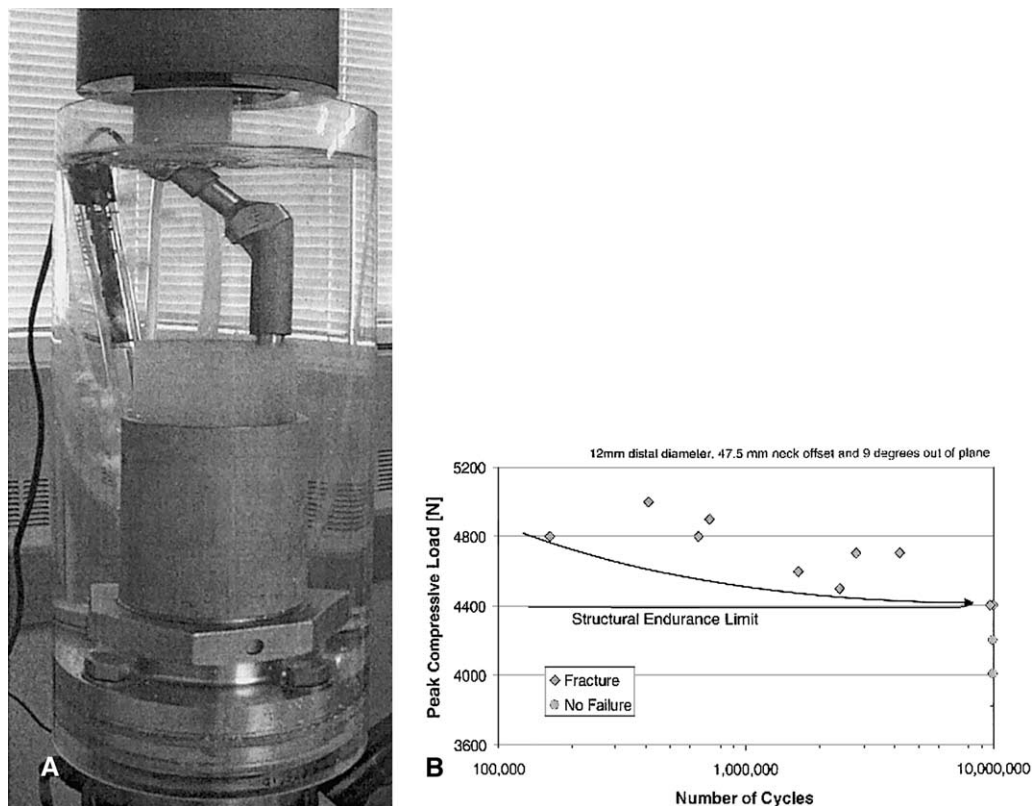 A
12mm distal diameter, 47.5 mm neck offset and 9 degrees out of plane
Peak Compressive Load [N]
5200
4800
4400
4000
3600
Structural Endurance Limit
Fracture
No Failure
100,000
1,000,000
10,000,000
Number of Cycles
B